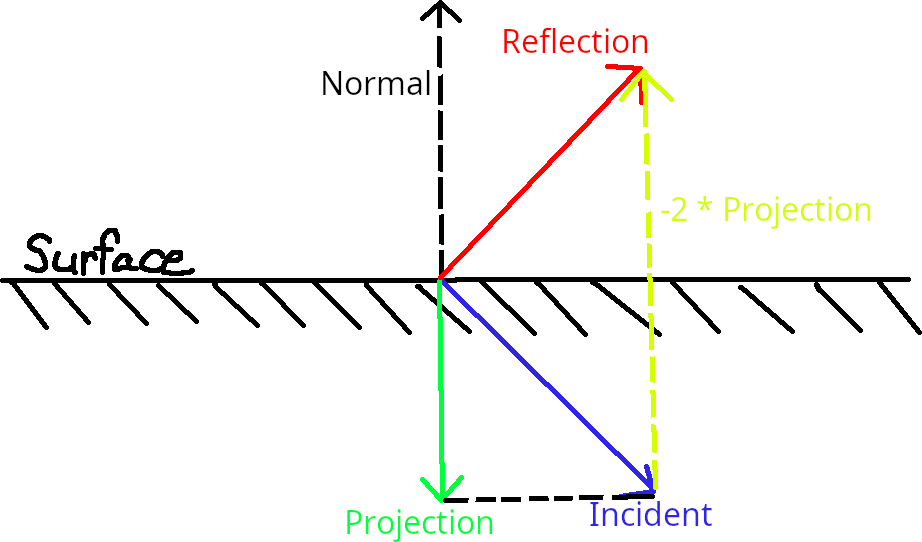 Reflection
Normal
-2 * Projection
Surface
Projection
Incident